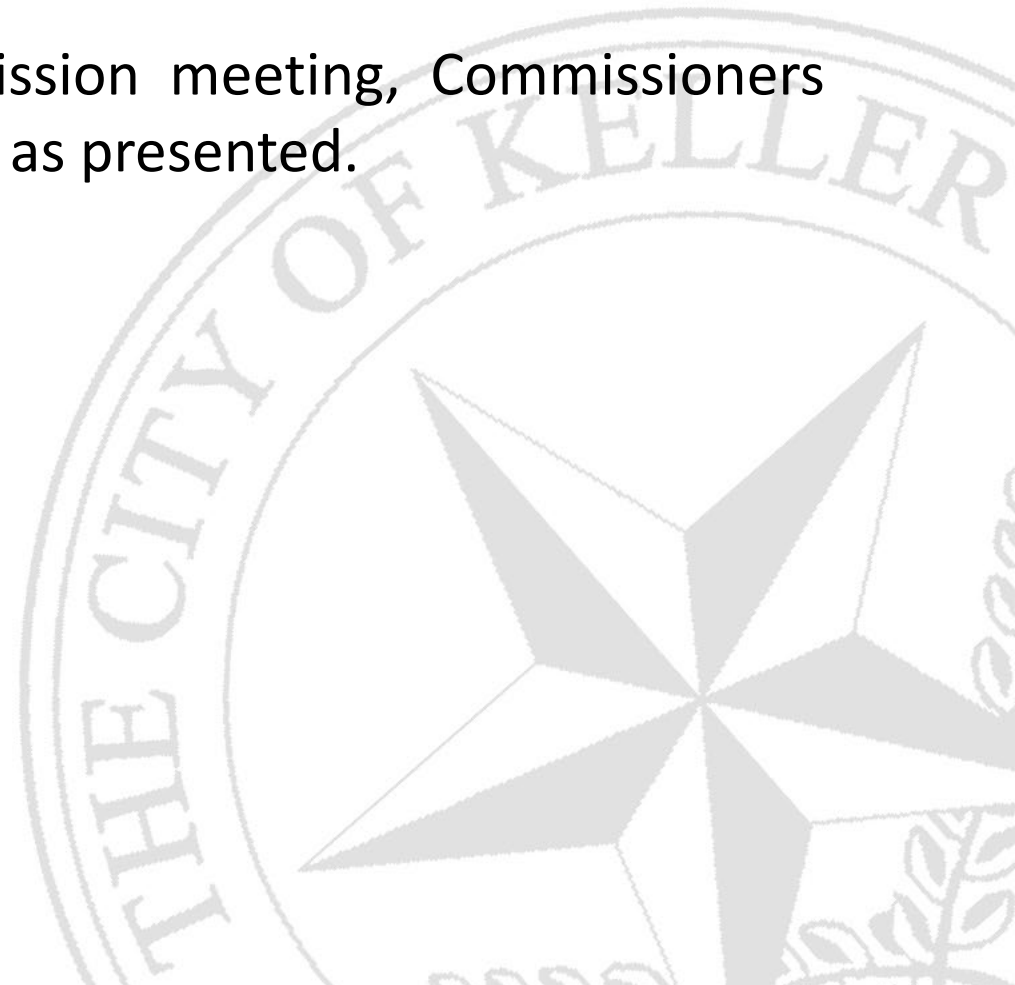 ission meeting, Commissioners
as presented.
THE CITY OF KELLER